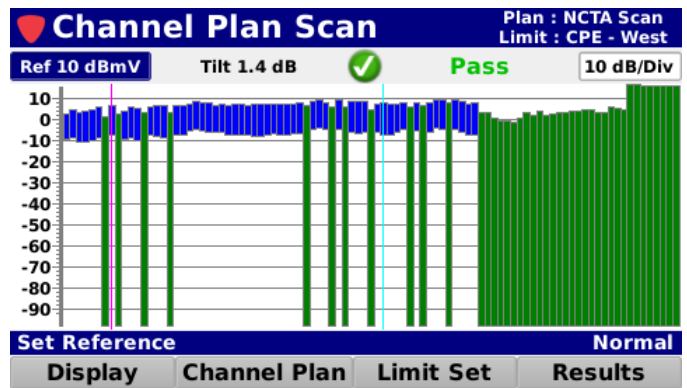 Channel Plan Scan
Plan : NCTA Scan
Limit : CPE - West
Ref 10 dBmV
Tilt 1.4 dB
Pass
10 dB/Div
10
0
-10
-20
-30
-40
-50
-60
-70
-80
-90
Set Reference
Normal
Display
Channel Plan
Limit Set
Results